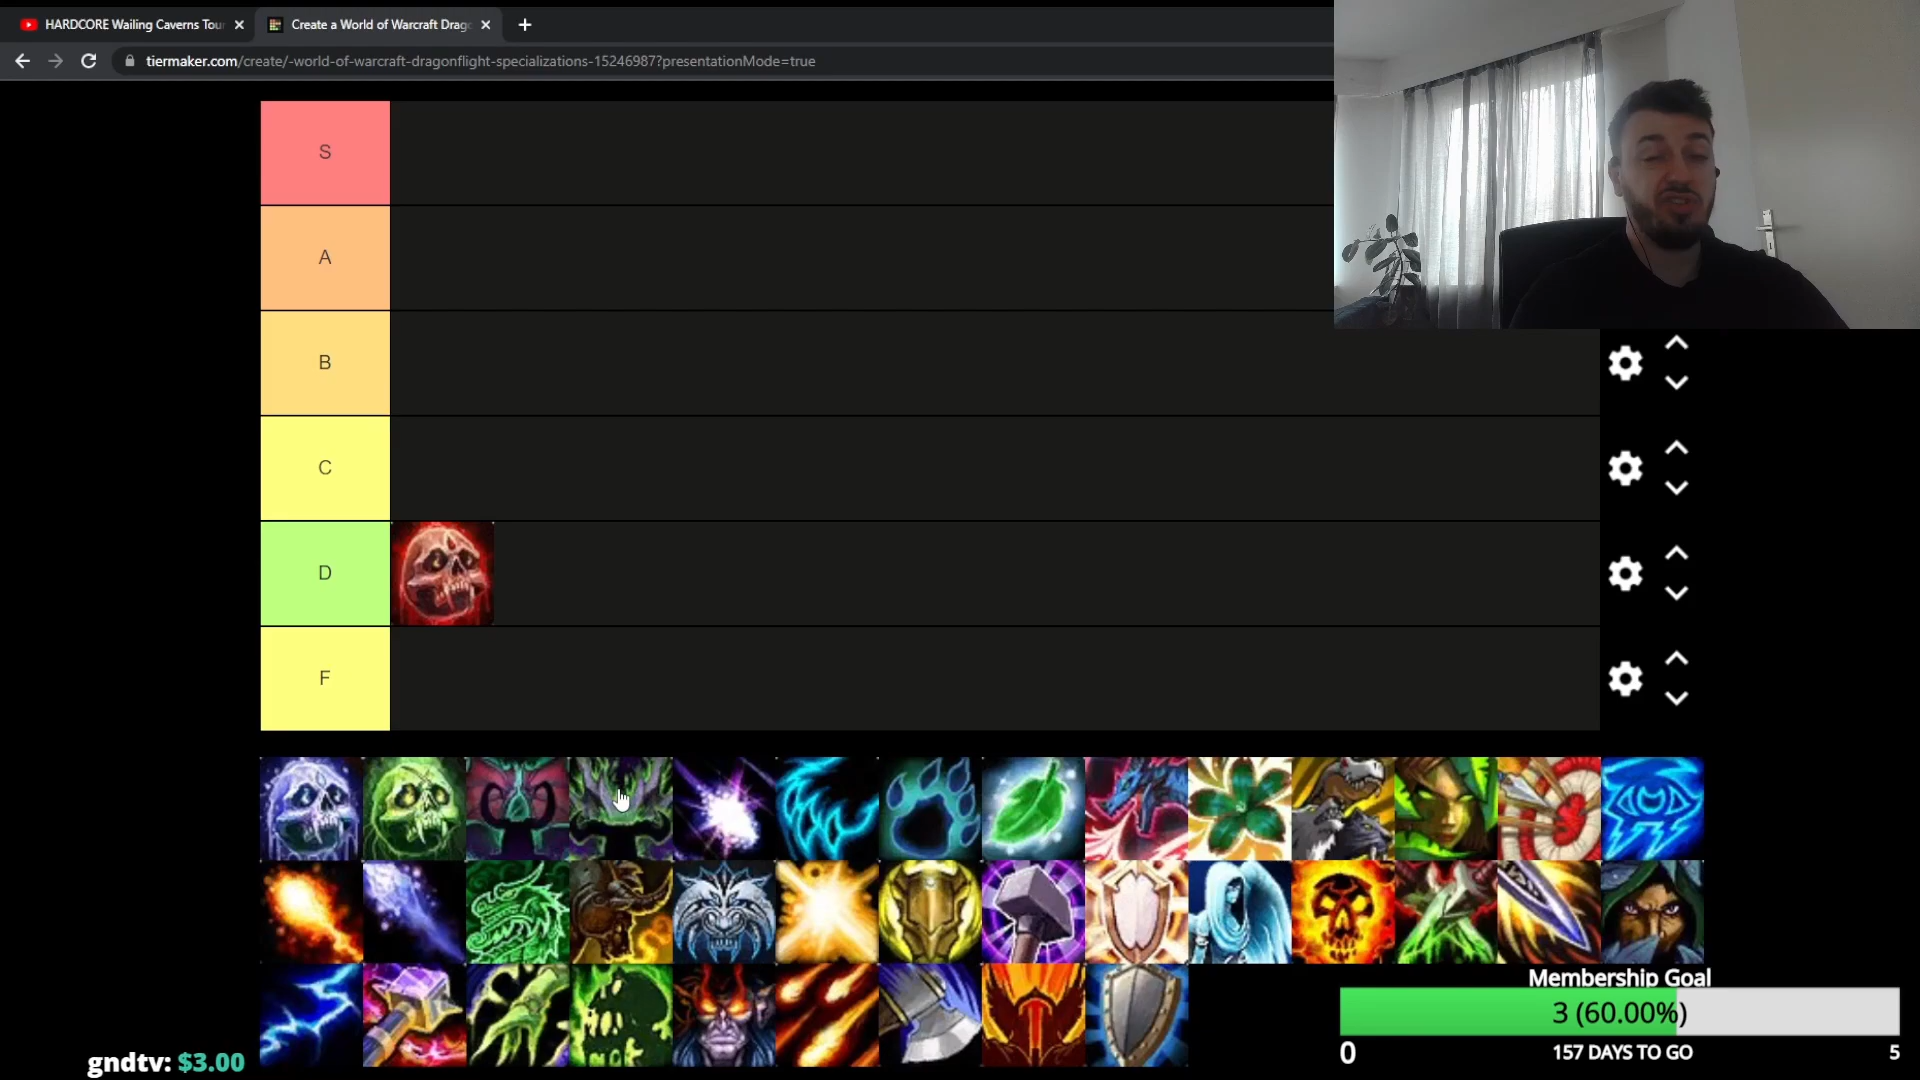 HARDCORE Wailing Caverns Tour
Create a World of Warcraft Drag
tiermaker.com/create/-world-of-warcraft-dragonflight-specializations-15246987?presentationMode=true
S
A
B
C
D
F
Membership Goal
3 (60.00%)
0 157 DAYS TO GO 5
gndtv: $3.00